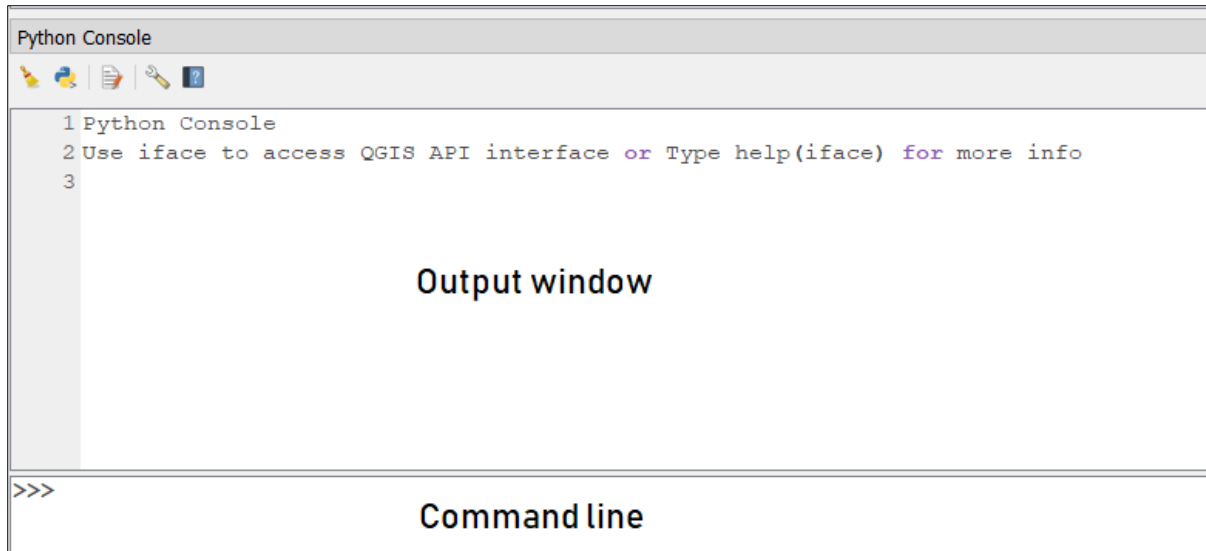 Python Console
1 Python Console
2 Use iface to access QGIS API interface or Type help(iface) for more info
3
Output window
>>>
Command line